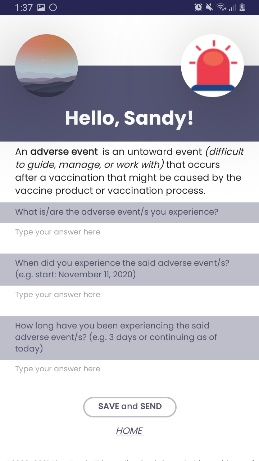 1:37
Hello, Sandy!
An adverse event is an untoward event (difficult
to guide, manage, or work with) that occurs
after a vaccination that might be caused by the
vaccine product or vaccination process.
What is/are the adverse event/s you experience?
Type your answer here
When did you experience the said adverse event/s?
(e.g. start: November 11, 2020)
Type your answer here
How long have you been experiencing the said
adverse event/s? (e.g. 3 days or continuing as of
today)
Type your answer here
SAVE and SEND
HOME